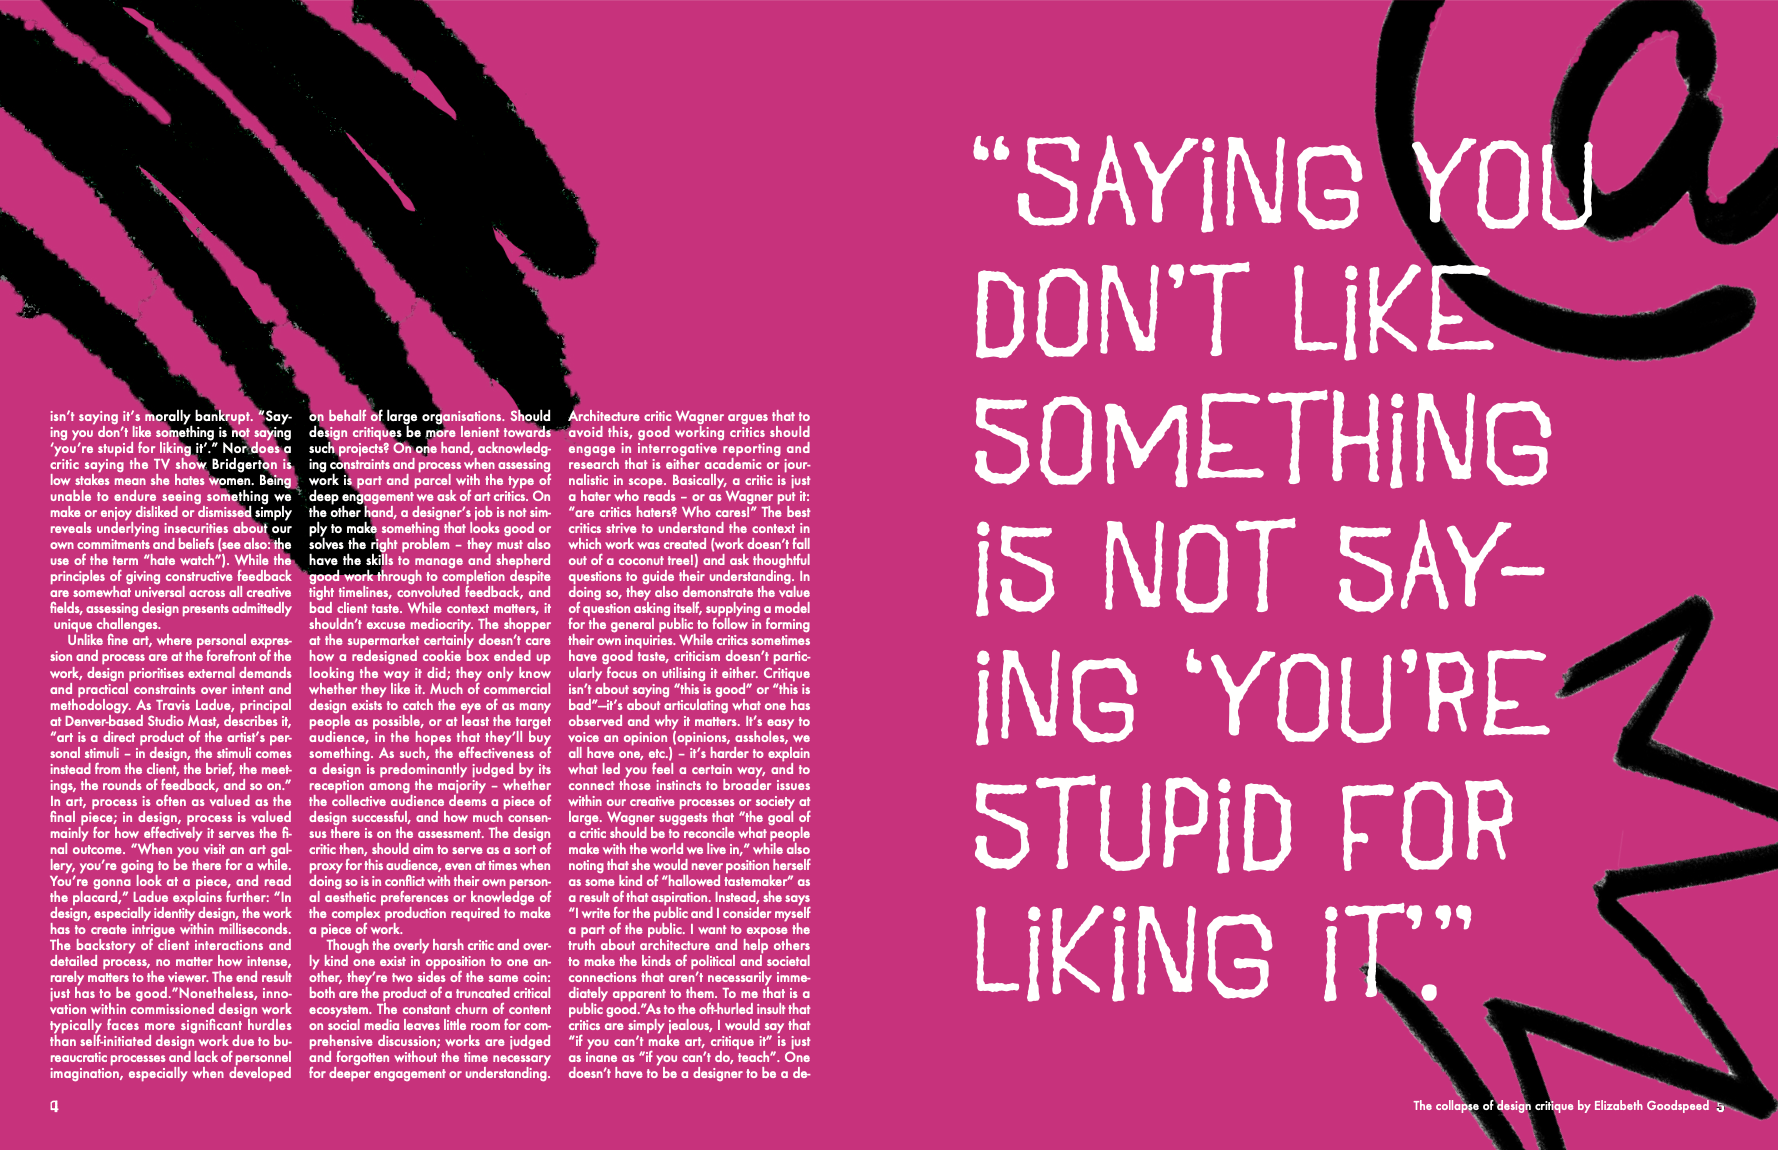 isn't saying it's morally bankrupt. “Say-
ing you don't like something is not saying
‘you're stupid for liking it’.” Nor does a
critic saying the TV show Bridgerton is
low stakes mean she hates women. Being
unable to endure seeing something we
make or enjoy disliked or dismissed simply
reveals underlying insecurities about our
own commitments and beliefs (see also: the
use of the term “hate watch”). While the
principles of giving constructive feedback
are somewhat universal across all creative
fields, assessing design presents admittedly
unique challenges.
Unlike fine art, where personal expres-
sion and process are at the forefront of the
work, design prioritises external demands
and practical constraints over intent and
methodology. As Travis Ladue, principal
at Denver-based Studio Mast, describes it,
“art is a direct product of the artist's per-
sonal stimuli – in design, the stimuli comes
instead from the client, the brief, the meet-
ings, the rounds of feedback, and so on.”
In art, process is often as valued as the
final piece; in design, process is valued
mainly for how effectively it serves the fi-
nal outcome. “When you visit an art gal-
lery, you're going to be there for a while.
You're gonna look at a piece, and read
the placard,” Ladue explains further: “In
design, especially identity design, the work
has to create intrigue within milliseconds.
The backstory of client interactions and
detailed process, no matter how intense,
rarely matters to the viewer. The end result
just has to be good.”Nonetheless, inno-
vation within commissioned design work
typically faces more significant hurdles
than self-initiated design work due to bu-
reaucratic processes and lack of personnel
imagination, especially when developed
on behalf of large organisations. Should
design critiques be more lenient towards
such projects? On one hand, acknowledg-
ing constraints and process when assessing
work is part and parcel with the type of
deep engagement we ask of art critics. On
the other hand, a designer's job is not sim-
ply to make something that looks good or
solves the right problem – they must also
have the skills to manage and shepherd
good work through to completion despite
tight timelines, convoluted feedback, and
bad client taste. While context matters, it
shouldn't excuse mediocrity. The shopper
at the supermarket certainly doesn't care
how a redesigned cookie box ended up
looking the way it did; they only know
whether they like it. Much of commercial
design exists to catch the eye of as many
people as possible, or at least the target
audience, in the hopes that they'll buy
something. As such, the effectiveness of
a design is predominantly judged by its
reception among the majority – whether
the collective audience deems a piece of
design successful, and how much consen-
sus there is on the assessment. The design
critic then, should aim to serve as a sort of
proxy for this audience, even at times when
doing so is in conflict with their own person-
al aesthetic preferences or knowledge of
the complex production required to make
a piece of work.
Though the overly harsh critic and over-
ly kind one exist in opposition to one an-
other, they're two sides of the same coin:
both are the product of a truncated critical
ecosystem. The constant churn of content
on social media leaves little room for com-
prehensive discussion; works are judged
and forgotten without the time necessary
for deeper engagement or understanding.
Architecture critic Wagner argues that to
avoid this, good working critics should
engage in interrogative reporting and
research that is either academic or jour-
nalistic in scope. Basically, a critic is just
a hater who reads – or as Wagner put it:
“are critics haters? Who cares!” The best
critics strive to understand the context in
which work was created (work doesn't fall
out of a coconut tree!) and ask thoughtful
questions to guide their understanding. In
doing so, they also demonstrate the value
of question asking itself, supplying a model
for the general public to follow in forming
their own inquiries. While critics sometimes
have good taste, criticism doesn't partic-
ularly focus on utilising it either. Critique
isn't about saying “this is good” or “this is
bad”—it's about articulating what one has
observed and why it matters. It's easy to
voice an opinion (opinions, assholes, we
all have one, etc.) – it's harder to explain
what led you feel a certain way, and to
connect those instincts to broader issues
within our creative processes or society at
large. Wagner suggests that “the goal of
a critic should be to reconcile what people
make with the world we live in,” while also
noting that she would never position herself
as some kind of “hallowed tastemaker” as
a result of that aspiration. Instead, she says
“I write for the public and I consider myself
a part of the public. I want to expose the
truth about architecture and help others
to make the kinds of political and societal
connections that aren't necessarily imme-
diately apparent to them. To me that is a
public good.”As to the oft-hurled insult that
critics are simply jealous, I would say that
“if you can't make art, critique it” is just
as inane as “if you can't do, teach”. One
doesn't have to be a designer to be a de-
4
“SAYiNG YOU
DON'T LiKE
SOMETHiNG
iS NOT SAY-
iNG ‘YOU'RE
STUPiD FOR
LiKiNG iT’.”
The collapse of design critique by Elizabeth Goodspeed 5